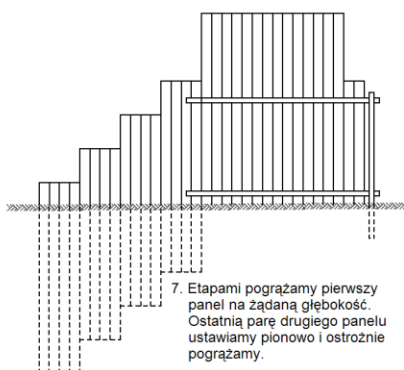 7. Etapami pogrążamy pierwszy
panel na żądaną głębokość.
Ostatnią parę drugiego panelu
ustawiamy pionowo i ostrożnie
pogrążamy.